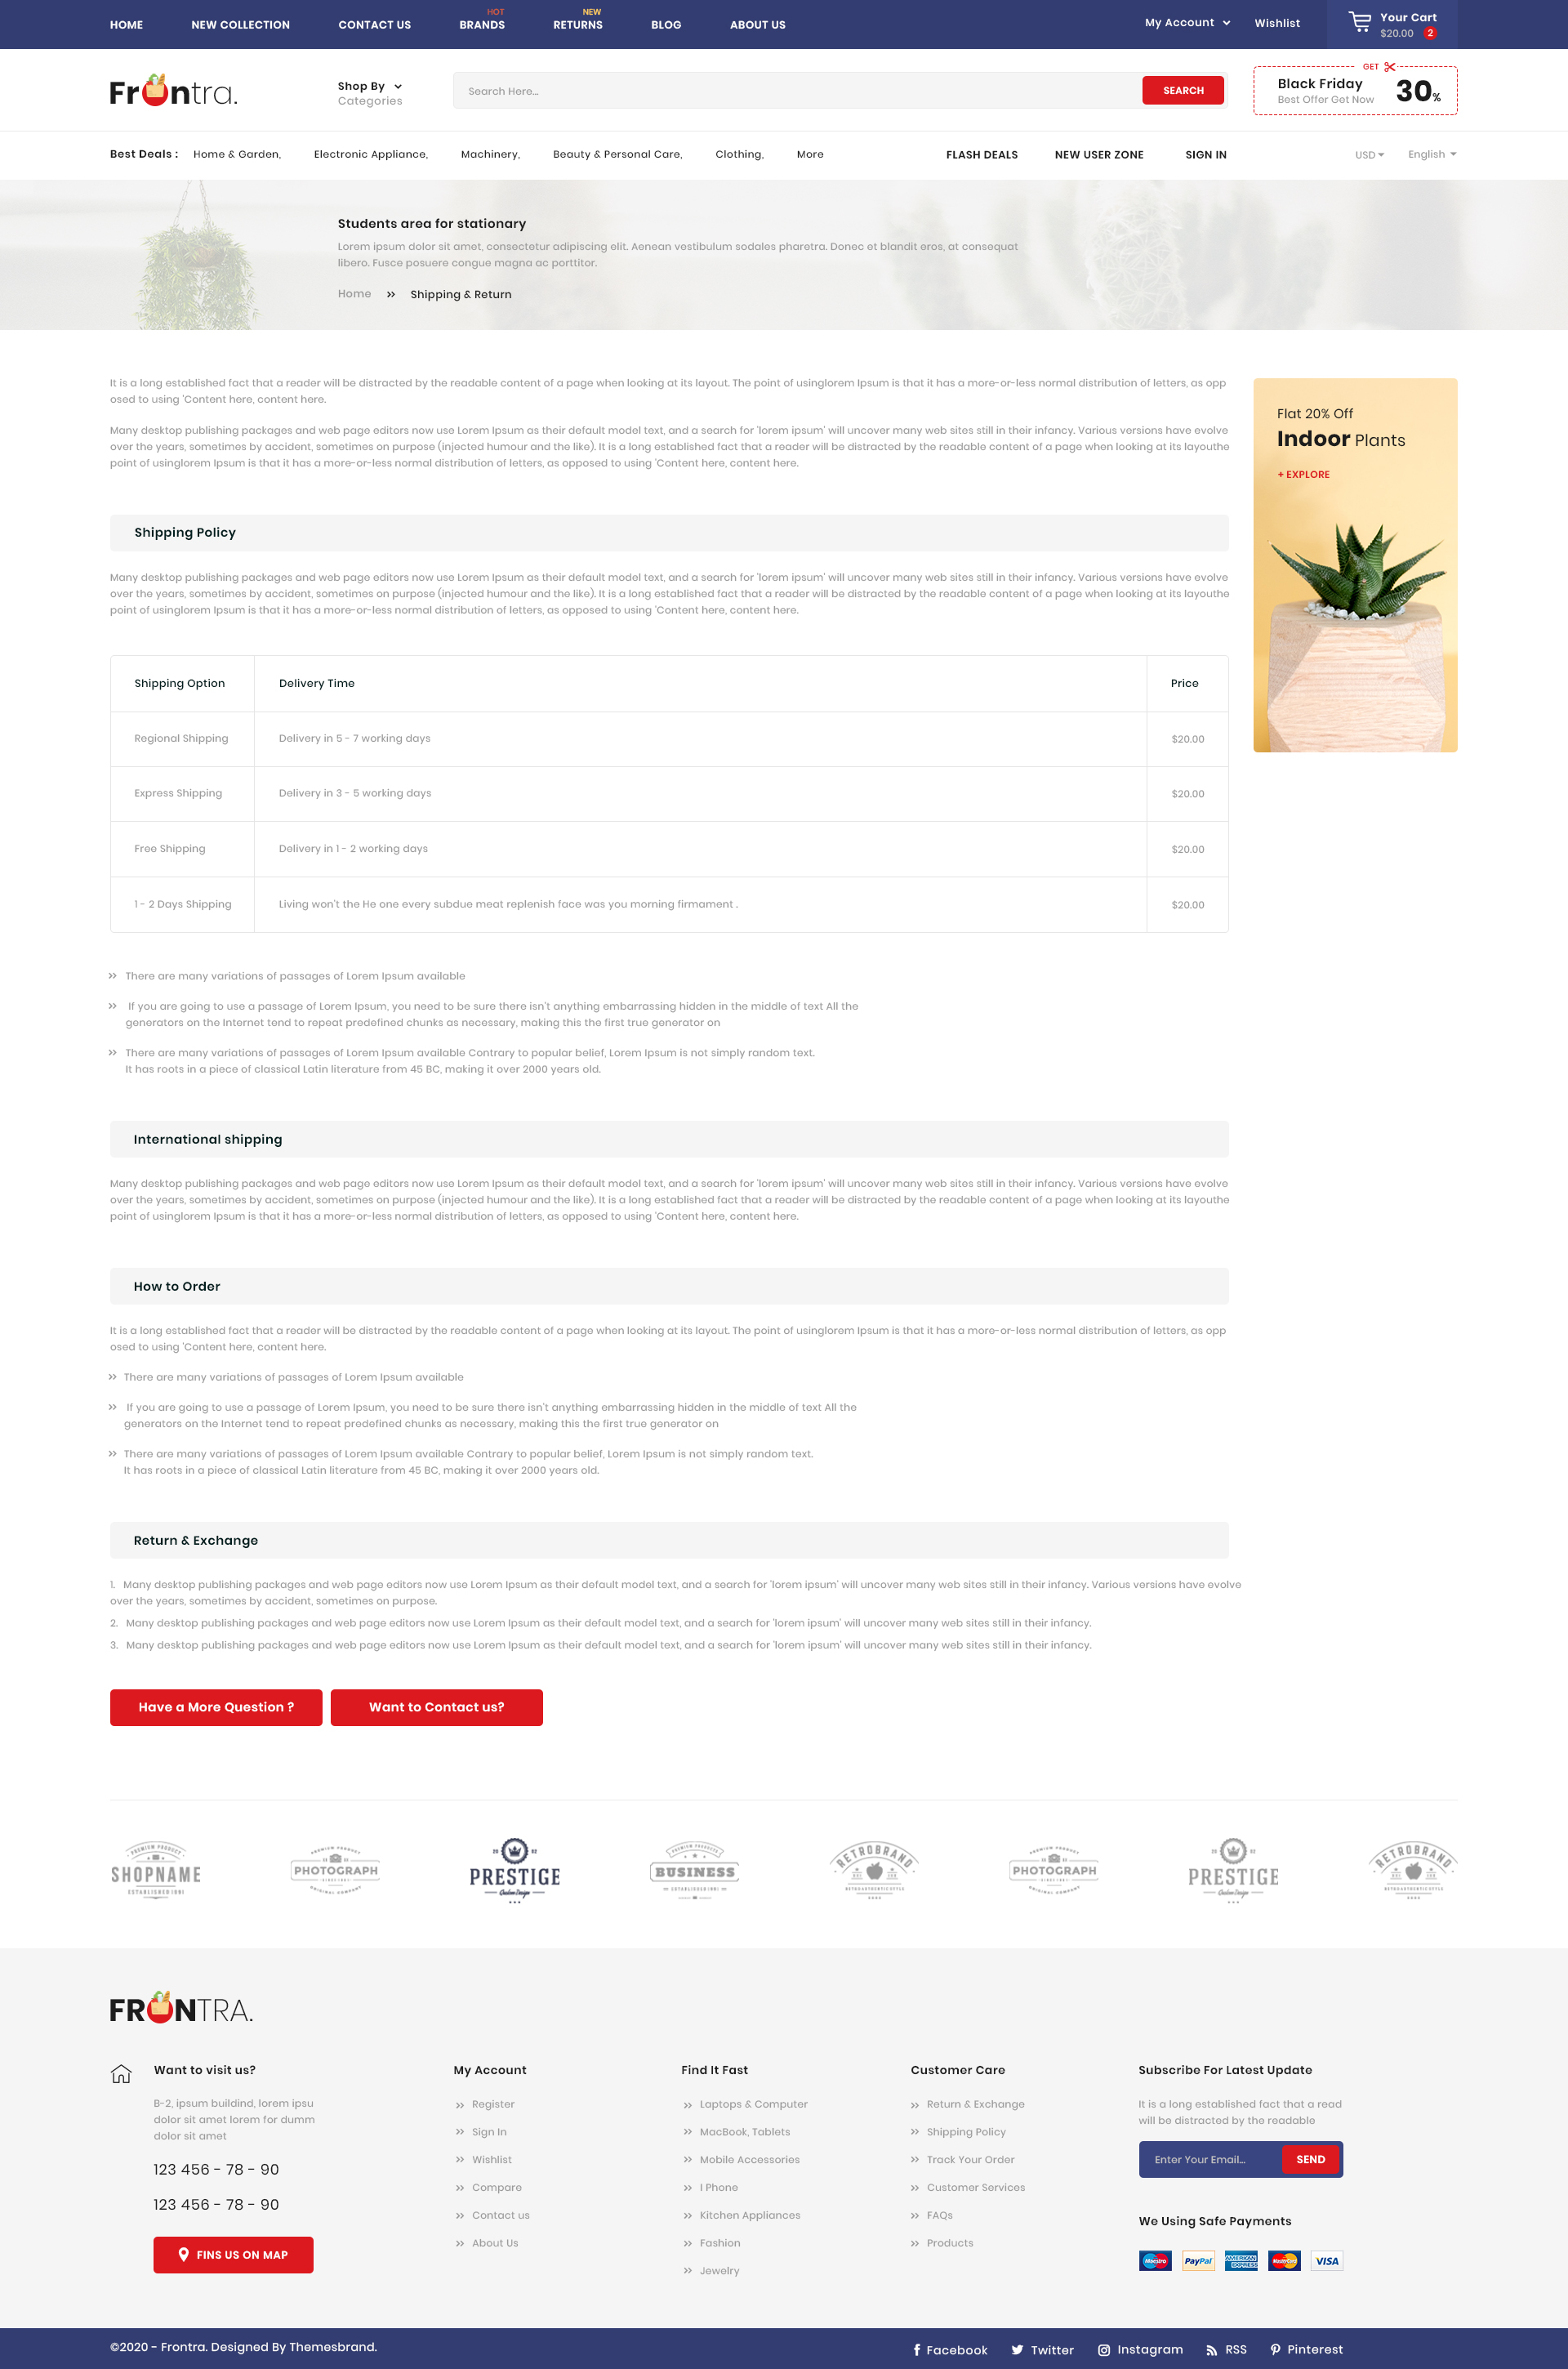 HOME NEW COLLECTION CONTACT US BRANDS HOT RETURNS NEW BLOG ABOUT US My Account Wishlist Your Cart
$20.00 2
Frontra.
Shop By
Categories
Search Here...
SEARCH
GET
Black Friday
Best Offer Get Now
30%
Best Deals : Home & Garden, Electronic Appliance, Machinery, Beauty & Personal Care, Clothing, More FLASH DEALS NEW USER ZONE SIGN IN USD English
Students area for stationary
Lorem ipsum dolor sit amet, consectetur adipiscing elit. Aenean vestibulum sodales pharetra. Donec et blandit eros, at consequat
libero. Fusce posuere congue magna ac porttitor.
Home » Shipping & Return
It is a long established fact that a reader will be distracted by the readable content of a page when looking at its layout. The point of usinglorem Ipsum is that it has a more-or-less normal distribution of letters, as opp
osed to using 'Content here, content here.
Many desktop publishing packages and web page editors now use Lorem Ipsum as their default model text, and a search for 'lorem ipsum' will uncover many web sites still in their infancy. Various versions have evolve
over the years, sometimes by accident, sometimes on purpose (injected humour and the like). It is a long established fact that a reader will be distracted by the readable content of a page when looking at its layouthe
point of usinglorem Ipsum is that it has a more-or-less normal distribution of letters, as opposed to using 'Content here, content here.
Flat 20% Off
Indoor Plants
+ EXPLORE
Shipping Policy
Many desktop publishing packages and web page editors now use Lorem Ipsum as their default model text, and a search for 'lorem ipsum' will uncover many web sites still in their infancy. Various versions have evolve
over the years, sometimes by accident, sometimes on purpose (injected humour and the like). It is a long established fact that a reader will be distracted by the readable content of a page when looking at its layouthe
point of usinglorem Ipsum is that it has a more-or-less normal distribution of letters, as opposed to using 'Content here, content here.
Shipping Option Delivery Time Price
Regional Shipping Delivery in 5 - 7 working days $20.00
Express Shipping Delivery in 3 - 5 working days $20.00
Free Shipping Delivery in 1 - 2 working days $20.00
1 - 2 Days Shipping Living won't the He one every subdue meat replenish face was you morning firmament . $20.00
» There are many variations of passages of Lorem Ipsum available
» If you are going to use a passage of Lorem Ipsum, you need to be sure there isn't anything embarrassing hidden in the middle of text All the
generators on the Internet tend to repeat predefined chunks as necessary, making this the first true generator on
» There are many variations of passages of Lorem Ipsum available Contrary to popular belief, Lorem Ipsum is not simply random text.
It has roots in a piece of classical Latin literature from 45 BC, making it over 2000 years old.
International shipping
Many desktop publishing packages and web page editors now use Lorem Ipsum as their default model text, and a search for 'lorem ipsum' will uncover many web sites still in their infancy. Various versions have evolve
over the years, sometimes by accident, sometimes on purpose (injected humour and the like). It is a long established fact that a reader will be distracted by the readable content of a page when looking at its layouthe
point of usinglorem Ipsum is that it has a more-or-less normal distribution of letters, as opposed to using 'Content here, content here.
How to Order
It is a long established fact that a reader will be distracted by the readable content of a page when looking at its layout. The point of usinglorem Ipsum is that it has a more-or-less normal distribution of letters, as opp
osed to using 'Content here, content here.
» There are many variations of passages of Lorem Ipsum available
» If you are going to use a passage of Lorem Ipsum, you need to be sure there isn't anything embarrassing hidden in the middle of text All the
generators on the Internet tend to repeat predefined chunks as necessary, making this the first true generator on
» There are many variations of passages of Lorem Ipsum available Contrary to popular belief, Lorem Ipsum is not simply random text.
It has roots in a piece of classical Latin literature from 45 BC, making it over 2000 years old.
Return & Exchange
1. Many desktop publishing packages and web page editors now use Lorem Ipsum as their default model text, and a search for 'lorem ipsum' will uncover many web sites still in their infancy. Various versions have evolve
over the years, sometimes by accident, sometimes on purpose.
2. Many desktop publishing packages and web page editors now use Lorem Ipsum as their default model text, and a search for 'lorem ipsum' will uncover many web sites still in their infancy.
3. Many desktop publishing packages and web page editors now use Lorem Ipsum as their default model text, and a search for 'lorem ipsum' will uncover many web sites still in their infancy.
Have a More Question ? Want to Contact us?
PREMIUM PRODUCT
SHOPNAME
ESTABLISHED 1991
PREMIUM PRODUCT
PHOTOGRAPH
SINCE 1991
ORIGINAL COMPANY
20 02
PRESTIGE
Custom Design
PREMIUM PRODUCTS
BUSINESS
ESTABLISHED 1991
RETROBRAND
RETRO AUTHENTIC STYLE
PREMIUM PRODUCT
PHOTOGRAPH
SINCE 1991
ORIGINAL COMPANY
20 02
PRESTIGE
Custom Design
RETROBRAND
RETRO AUTHENTIC STYLE
FRONTRA.
Want to visit us?
B-2, ipsum buildind, lorem ipsu
dolor sit amet lorem for dumm
dolor sit amet
123 456 - 78 - 90
123 456 - 78 - 90
FINS US ON MAP
My Account
» Register
» Sign In
» Wishlist
» Compare
» Contact us
» About Us
Find It Fast
» Laptops & Computer
» MacBook, Tablets
» Mobile Accessories
» I Phone
» Kitchen Appliances
» Fashion
» Jewelry
Customer Care
» Return & Exchange
» Shipping Policy
» Track Your Order
» Customer Services
» FAQs
» Products
Subscribe For Latest Update
It is a long established fact that a read
will be distracted by the readable
Enter Your Email... SEND
We Using Safe Payments
Maestro PayPal AMERICAN EXPRESS MasterCard VISA
©2020 - Frontra. Designed By Themesbrand. Facebook Twitter Instagram RSS Pinterest